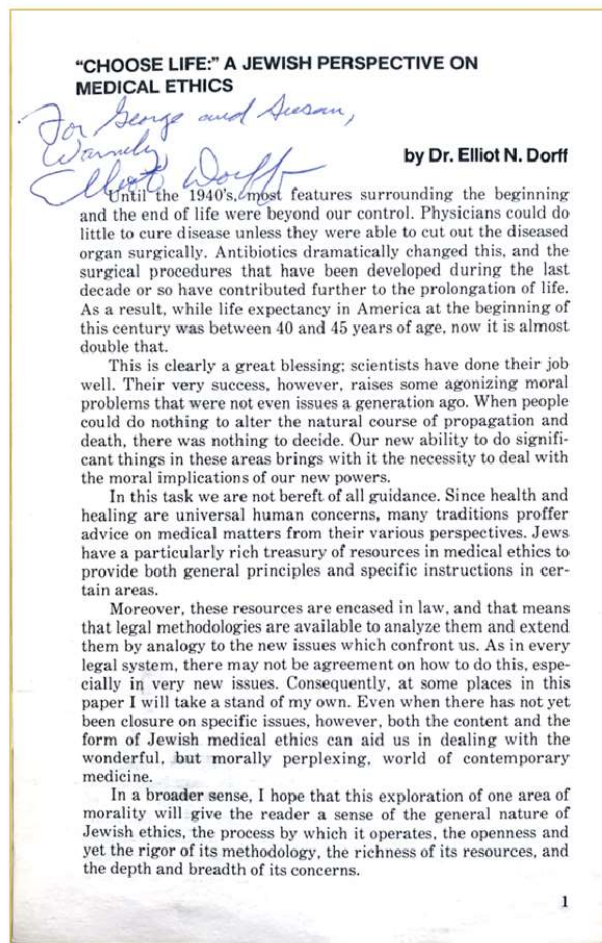 "CHOOSE LIFE:" A JEWISH PERSPECTIVE ON
MEDICAL ETHICS
For George and Susan,
Warmly
Elliot Dorff
by Dr. Elliot N. Dorff
Until the 1940's, most features surrounding the beginning
and the end of life were beyond our control. Physicians could do
little to cure disease unless they were able to cut out the diseased
organ surgically. Antibiotics dramatically changed this, and the
surgical procedures that have been developed during the last
decade or so have contributed further to the prolongation of life.
As a result, while life expectancy in America at the beginning of
this century was between 40 and 45 years of age, now it is almost
double that.
This is clearly a great blessing; scientists have done their job
well. Their very success, however, raises some agonizing moral
problems that were not even issues a generation ago. When people
could do nothing to alter the natural course of propagation and
death, there was nothing to decide. Our new ability to do signifi-
cant things in these areas brings with it the necessity to deal with
the moral implications of our new powers.
In this task we are not bereft of all guidance. Since health and
healing are universal human concerns, many traditions proffer
advice on medical matters from their various perspectives. Jews
have a particularly rich treasury of resources in medical ethics to
provide both general principles and specific instructions in cer-
tain areas.
Moreover, these resources are encased in law, and that means
that legal methodologies are available to analyze them and extend
them by analogy to the new issues which confront us. As in every
legal system, there may not be agreement on how to do this, espe-
cially in very new issues. Consequently, at some places in this
paper I will take a stand of my own. Even when there has not yet
been closure on specific issues, however, both the content and the
form of Jewish medical ethics can aid us in dealing with the
wonderful, but morally perplexing, world of contemporary
medicine.
In a broader sense, I hope that this exploration of one area of
morality will give the reader a sense of the general nature of
Jewish ethics, the process by which it operates, the openness and
yet the rigor of its methodology, the richness of its resources, and
the depth and breadth of its concerns.
1